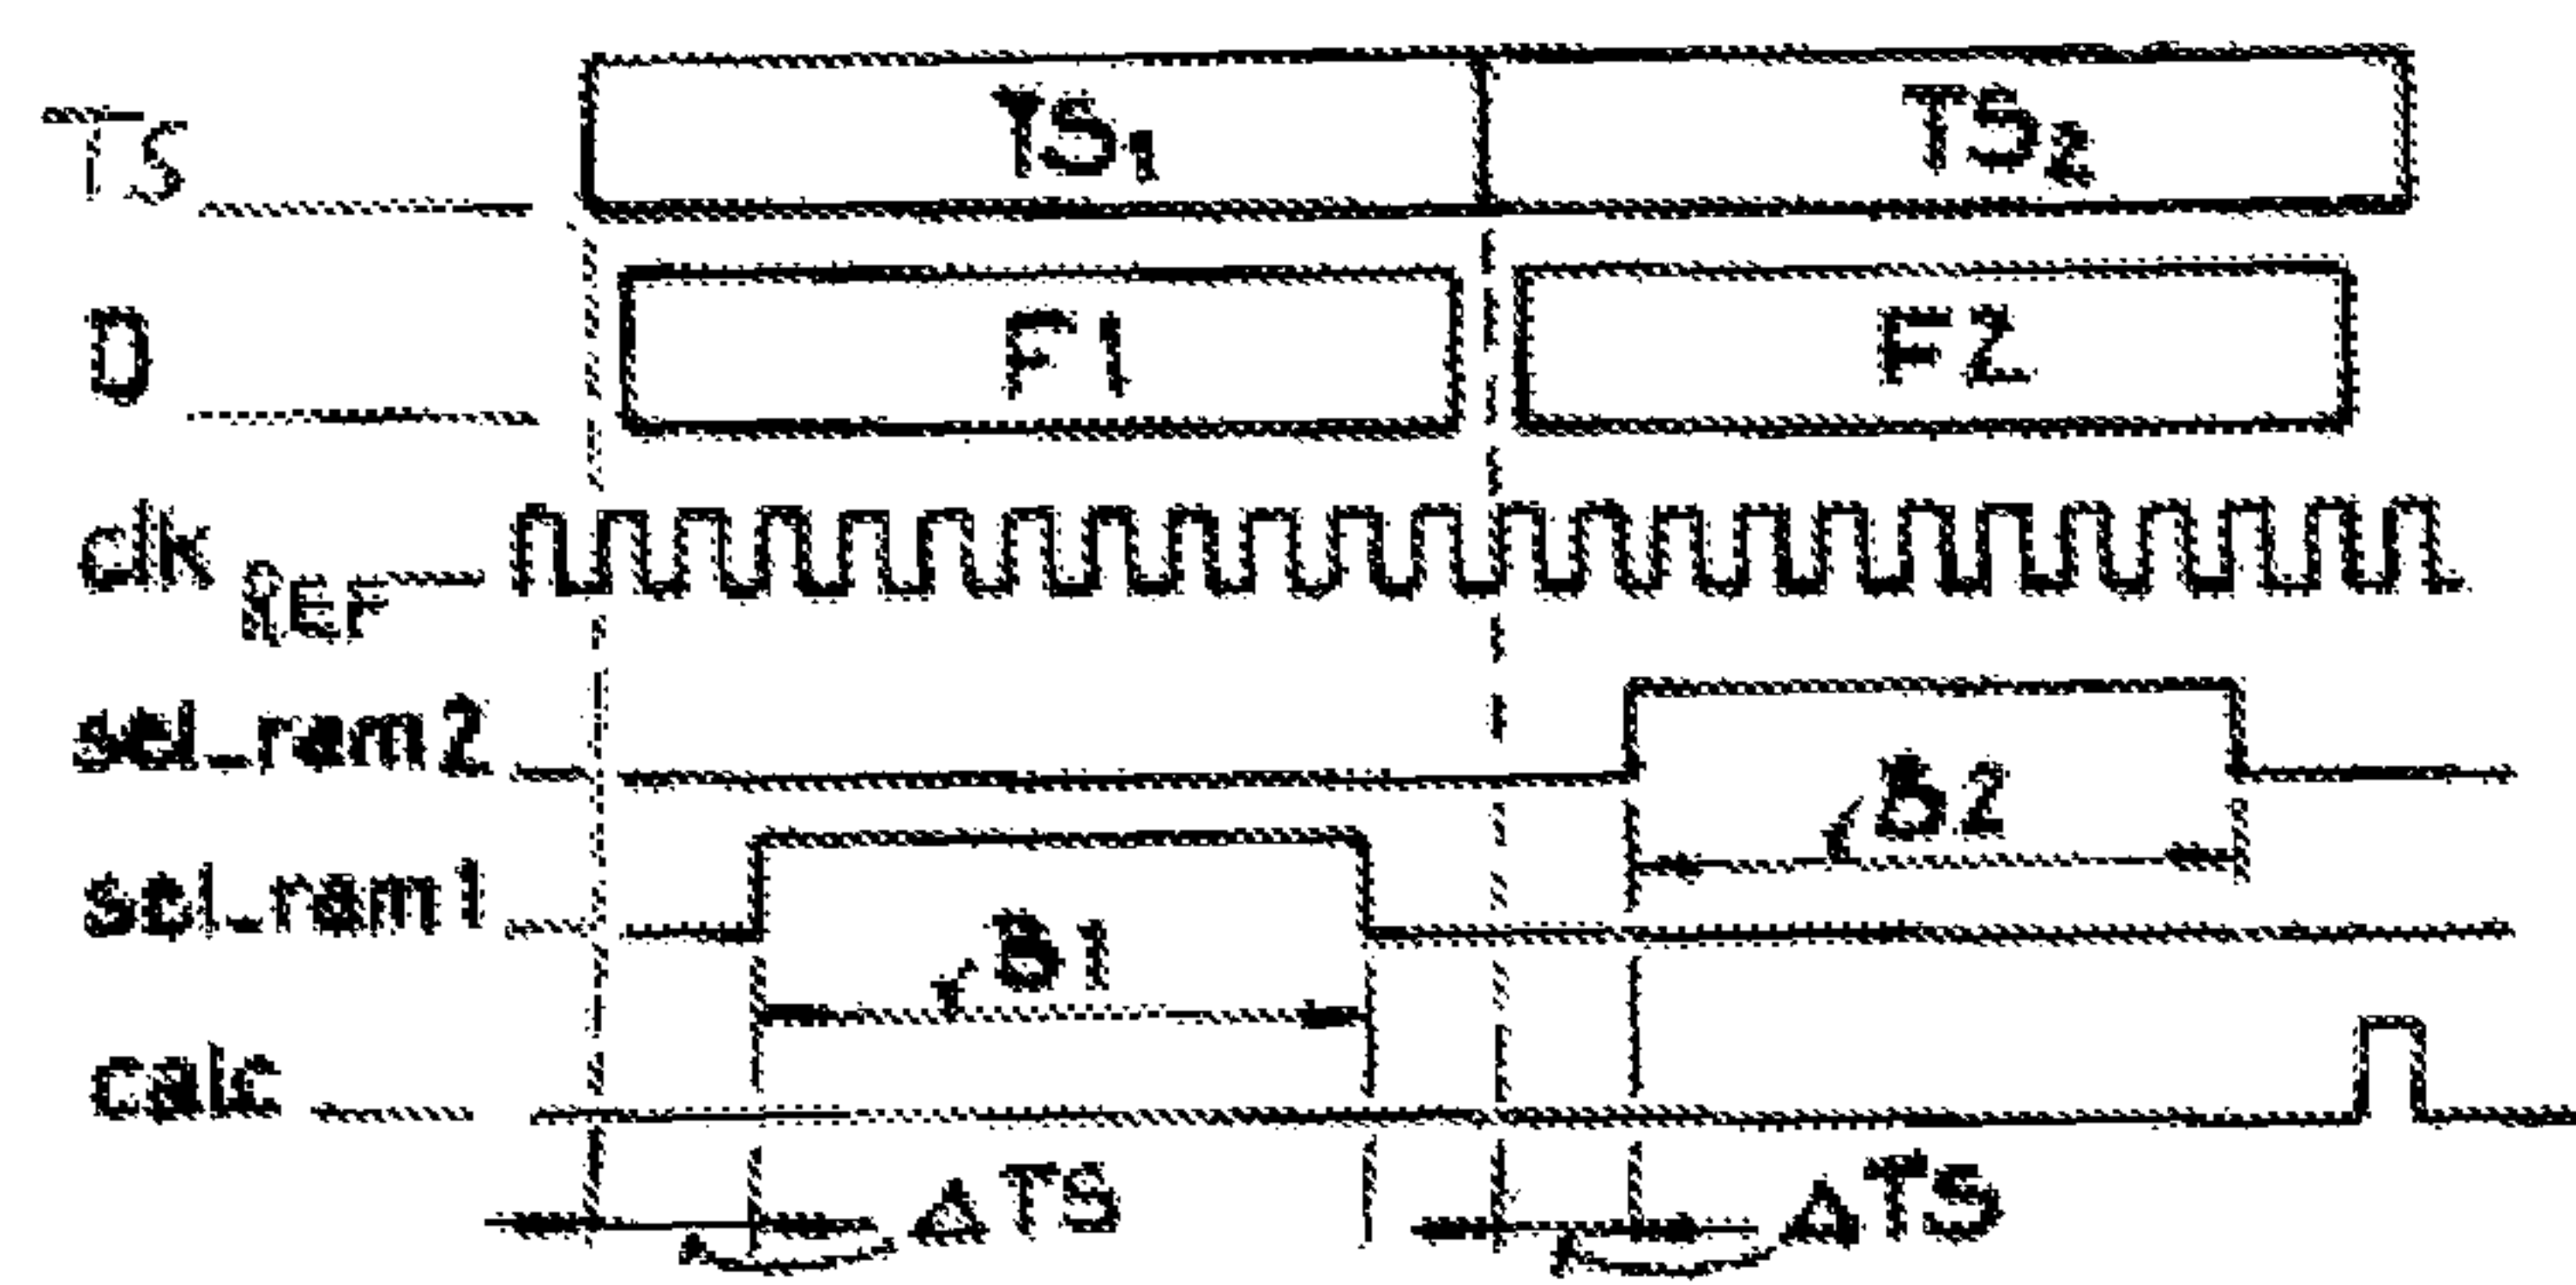 TS TS1 TS2
D F1 F2
clk REF
sel_ram2 B2
sel_ram1 B1
calc
ΔTS ΔTS